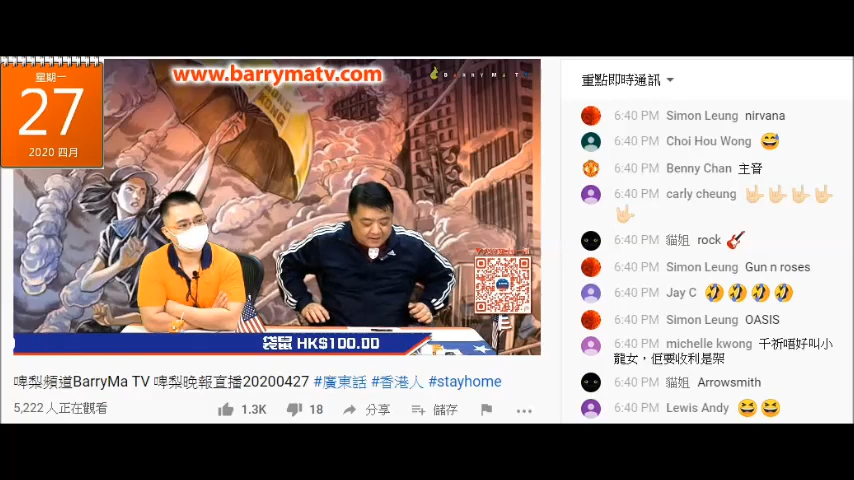 星期一
27
2020 四月
www.barrymatv.com
BARRY MA TV
HONG
KONG
袋鼠 HK$100.00
啤梨頻道BarryMa TV 啤梨晚報直播20200427 #廣東話 #香港人 #stayhome
5,222 人正在觀看
1.3K
18
分享
儲存
重點即時通訊
6:40 PM Simon Leung nirvana
6:40 PM Choi Hou Wong 😅
6:40 PM Benny Chan 主音
6:40 PM carly cheung 🤟🏻🤟🏻🤟🏻🤟🏻
🤟🏻
6:40 PM 貓姐 rock 🎸
6:40 PM Simon Leung Gun n roses
6:40 PM Jay C 🤣🤣🤣🤣
6:40 PM Simon Leung OASIS
6:40 PM michelle kwong 千祈唔好叫小
龍女，佢要收利是架
6:40 PM 貓姐 Arrowsmith
6:40 PM Lewis Andy 😆😆